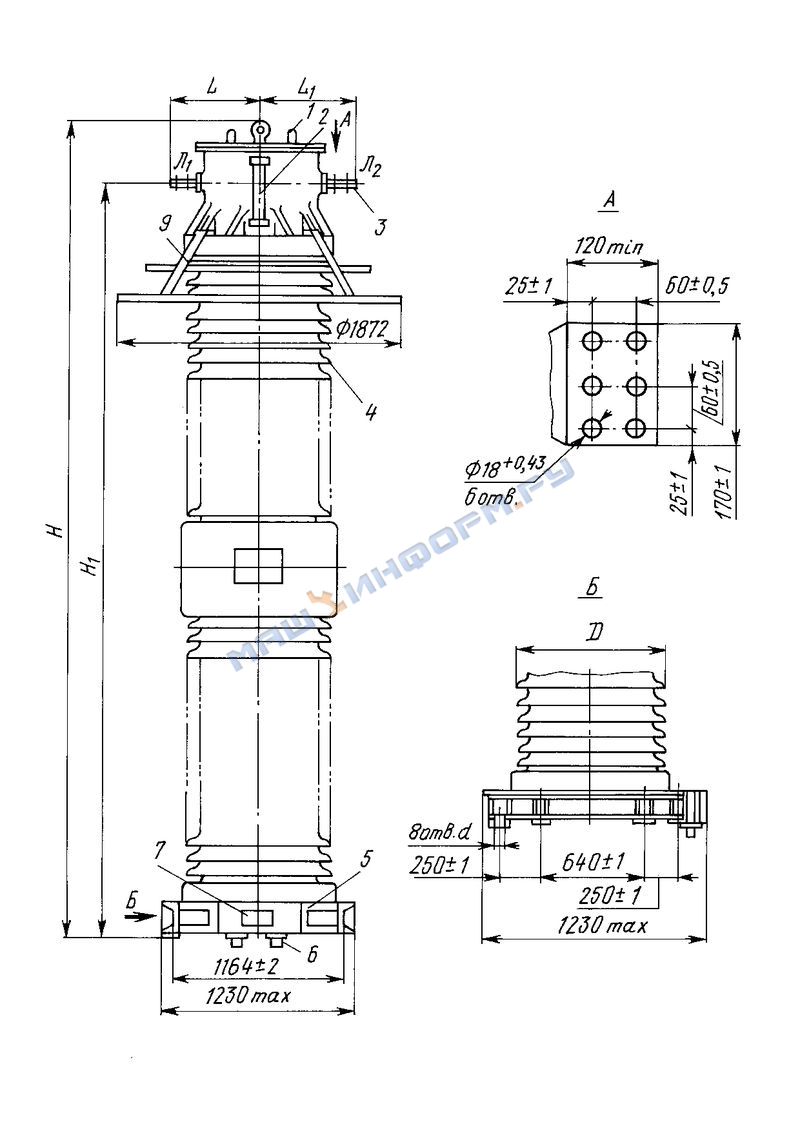 L
L₁
1
2
A
Л₁
Л₂
9
3
А
120 min
25±1
60±0,5
Ф1872
4
60±0,5
Ф18⁺⁰,⁴³
6 отв.
25±1
170±1
H
H₁
МАШИНФОРМ.РУ
Б
D
8 отв. d
250±1
640±1
250±1
1230 max
7
5
Б
6
1164±2
1230 max